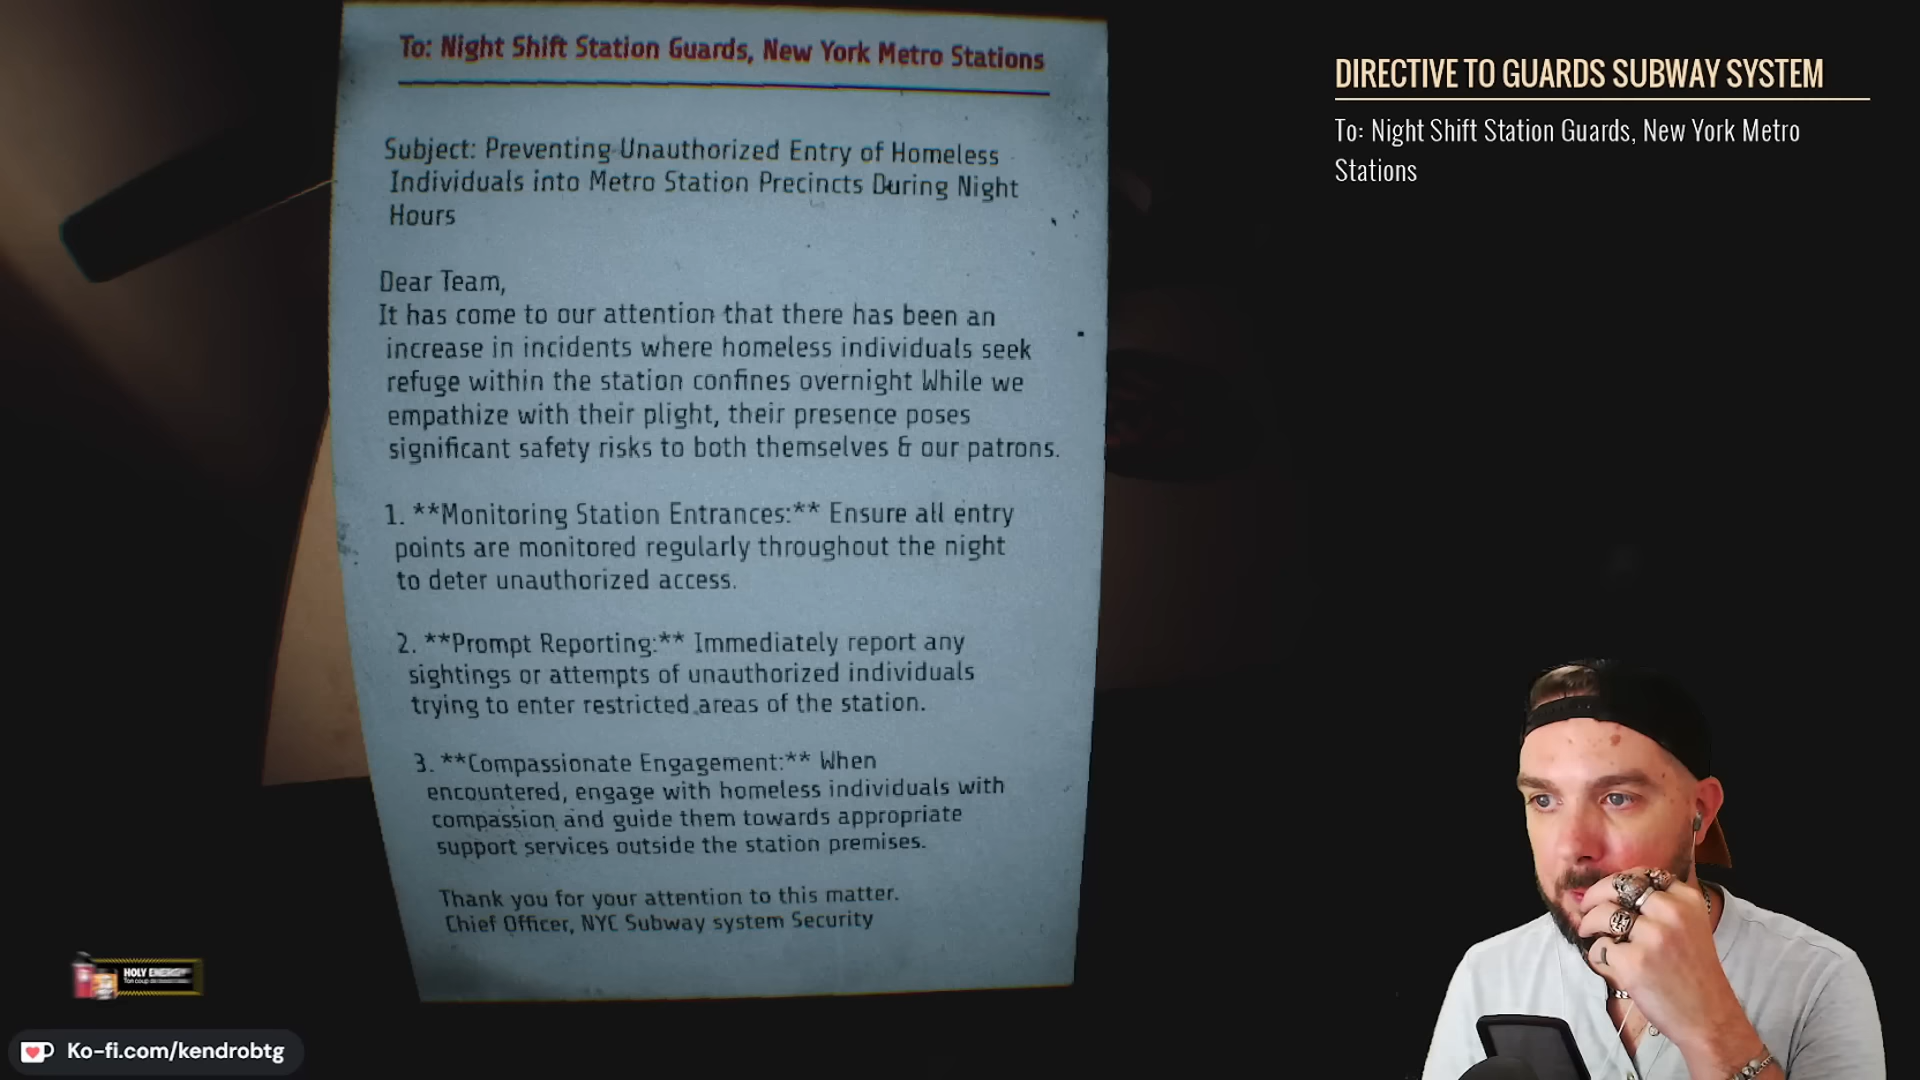 To: Night Shift Station Guards, New York Metro Stations
Subject: Preventing Unauthorized Entry of Homeless
Individuals into Metro Station Precincts During Night
Hours
Dear Team,
It has come to our attention that there has been an
increase in incidents where homeless individuals seek
refuge within the station confines overnight While we
empathize with their plight, their presence poses
significant safety risks to both themselves & our patrons.
1. **Monitoring Station Entrances:** Ensure all entry
points are monitored regularly throughout the night
to deter unauthorized access.
2. **Prompt Reporting:** Immediately report any
sightings or attempts of unauthorized individuals
trying to enter restricted areas of the station.
3. **Compassionate Engagement:** When
encountered, engage with homeless individuals with
compassion and guide them towards appropriate
support services outside the station premises.
Thank you for your attention to this matter.
Chief Officer, NYC Subway system Security
DIRECTIVE TO GUARDS SUBWAY SYSTEM
To: Night Shift Station Guards, New York Metro
Stations
HOLY ENERGY
Ko-fi.com/kendrobtg